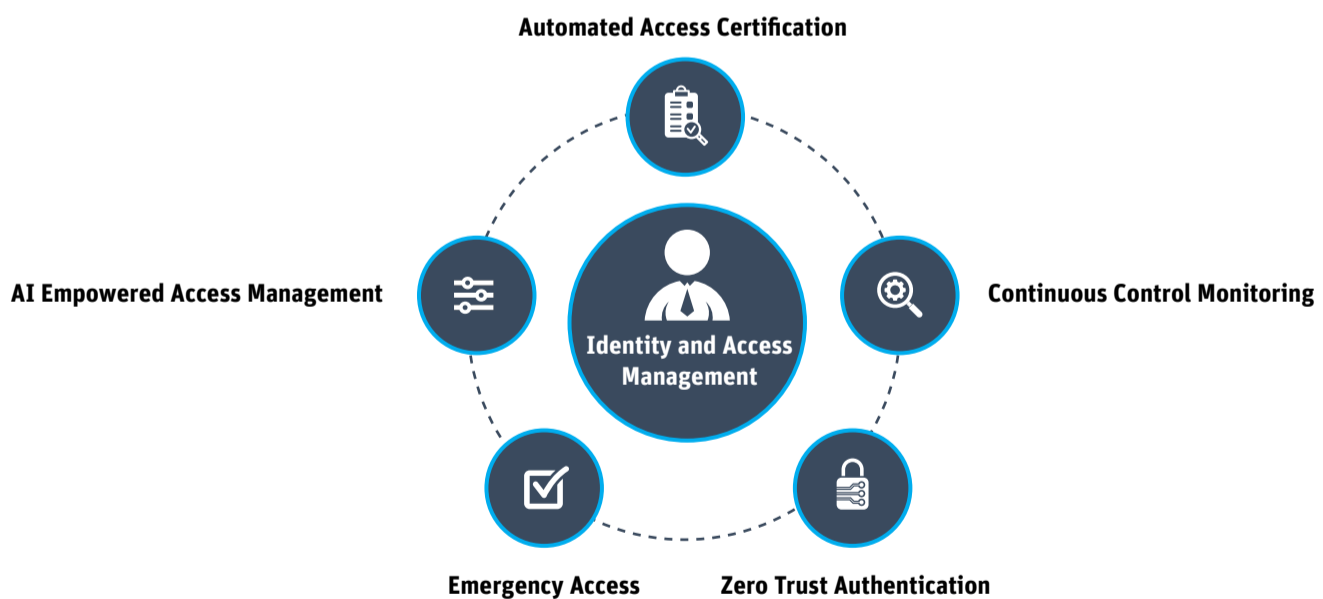 Automated Access Certification
AI Empowered Access Management
Identity and Access
Management
Continuous Control Monitoring
Emergency Access
Zero Trust Authentication